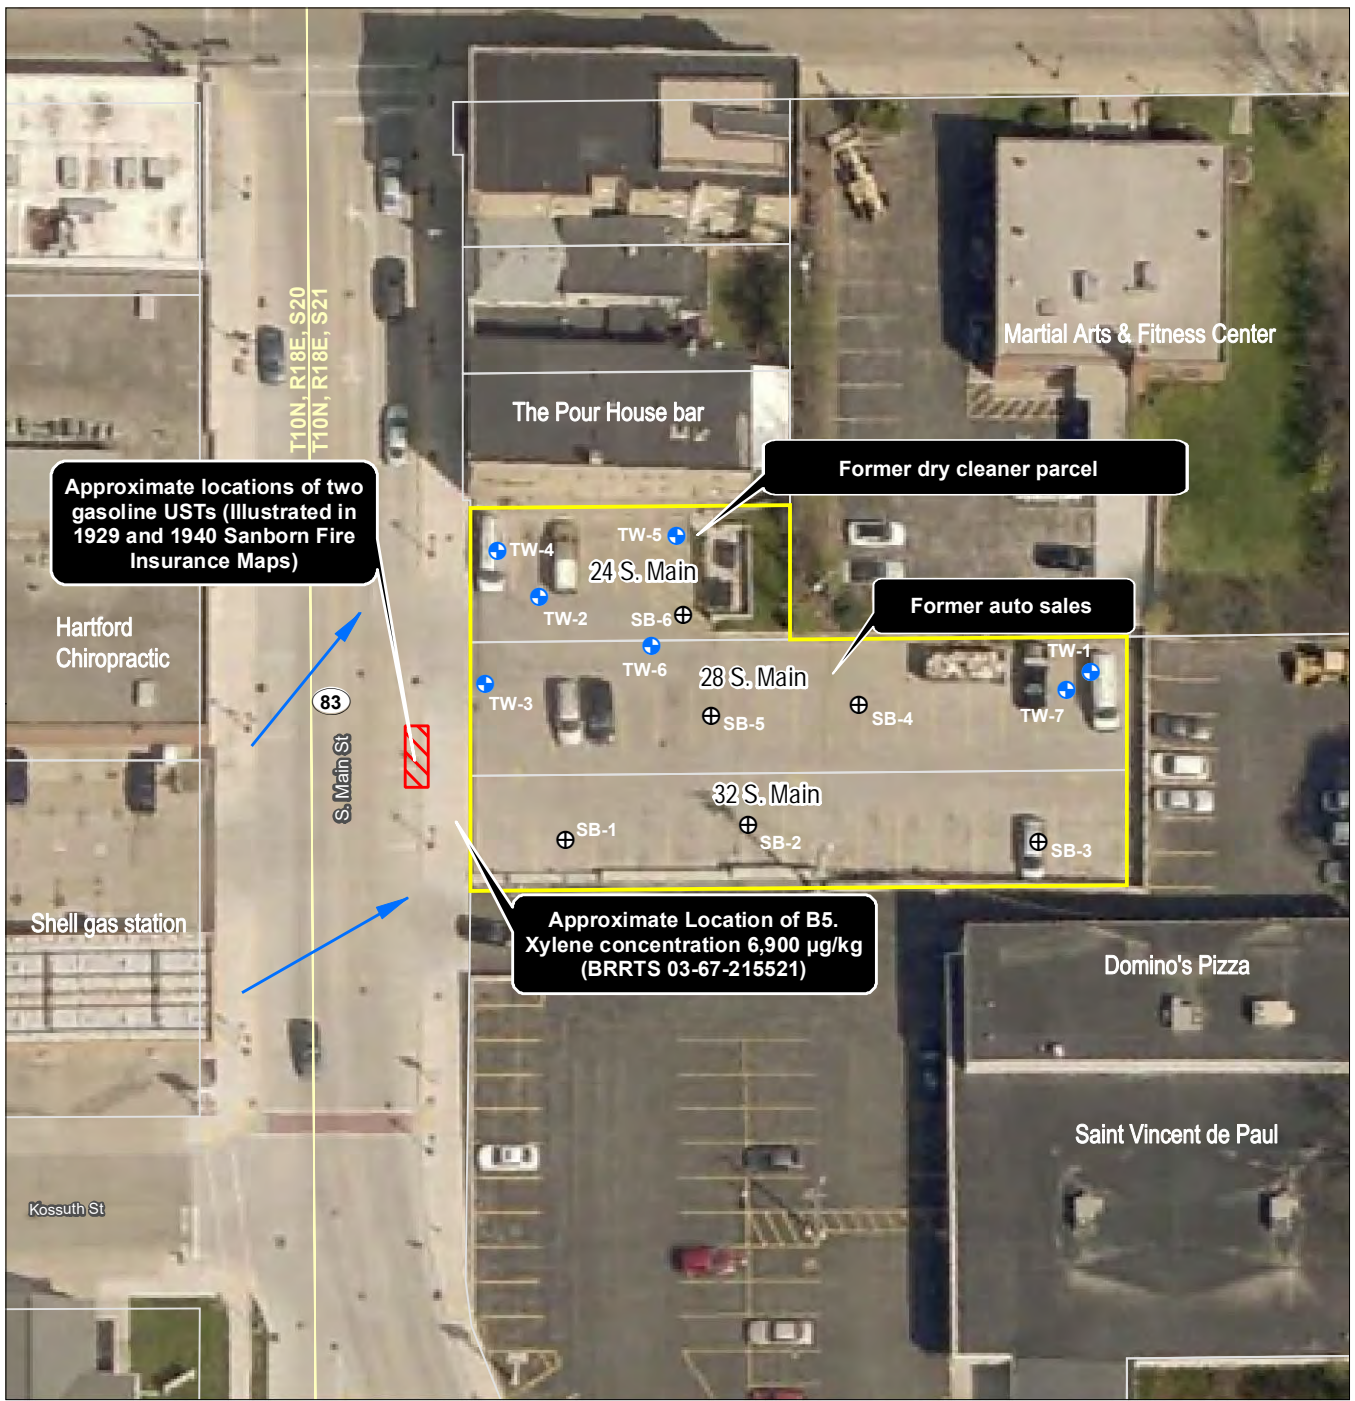 T10N, R18E, S20
T10N, R18E, S21
Martial Arts & Fitness Center
The Pour House bar
Former dry cleaner parcel
Approximate locations of two
gasoline USTs (Illustrated in
1929 and 1940 Sanborn Fire
Insurance Maps)
TW-5
TW-4
24 S. Main
TW-2
SB-6
Former auto sales
Hartford
Chiropractic
TW-6
28 S. Main
TW-1
TW-3
TW-7
83
SB-5
SB-4
S. Main St
32 S. Main
SB-1
SB-2
SB-3
Shell gas station
Approximate Location of B5.
Xylene concentration 6,900 µg/kg
(BRRTS 03-67-215521)
Domino's Pizza
Saint Vincent de Paul
Kossuth St